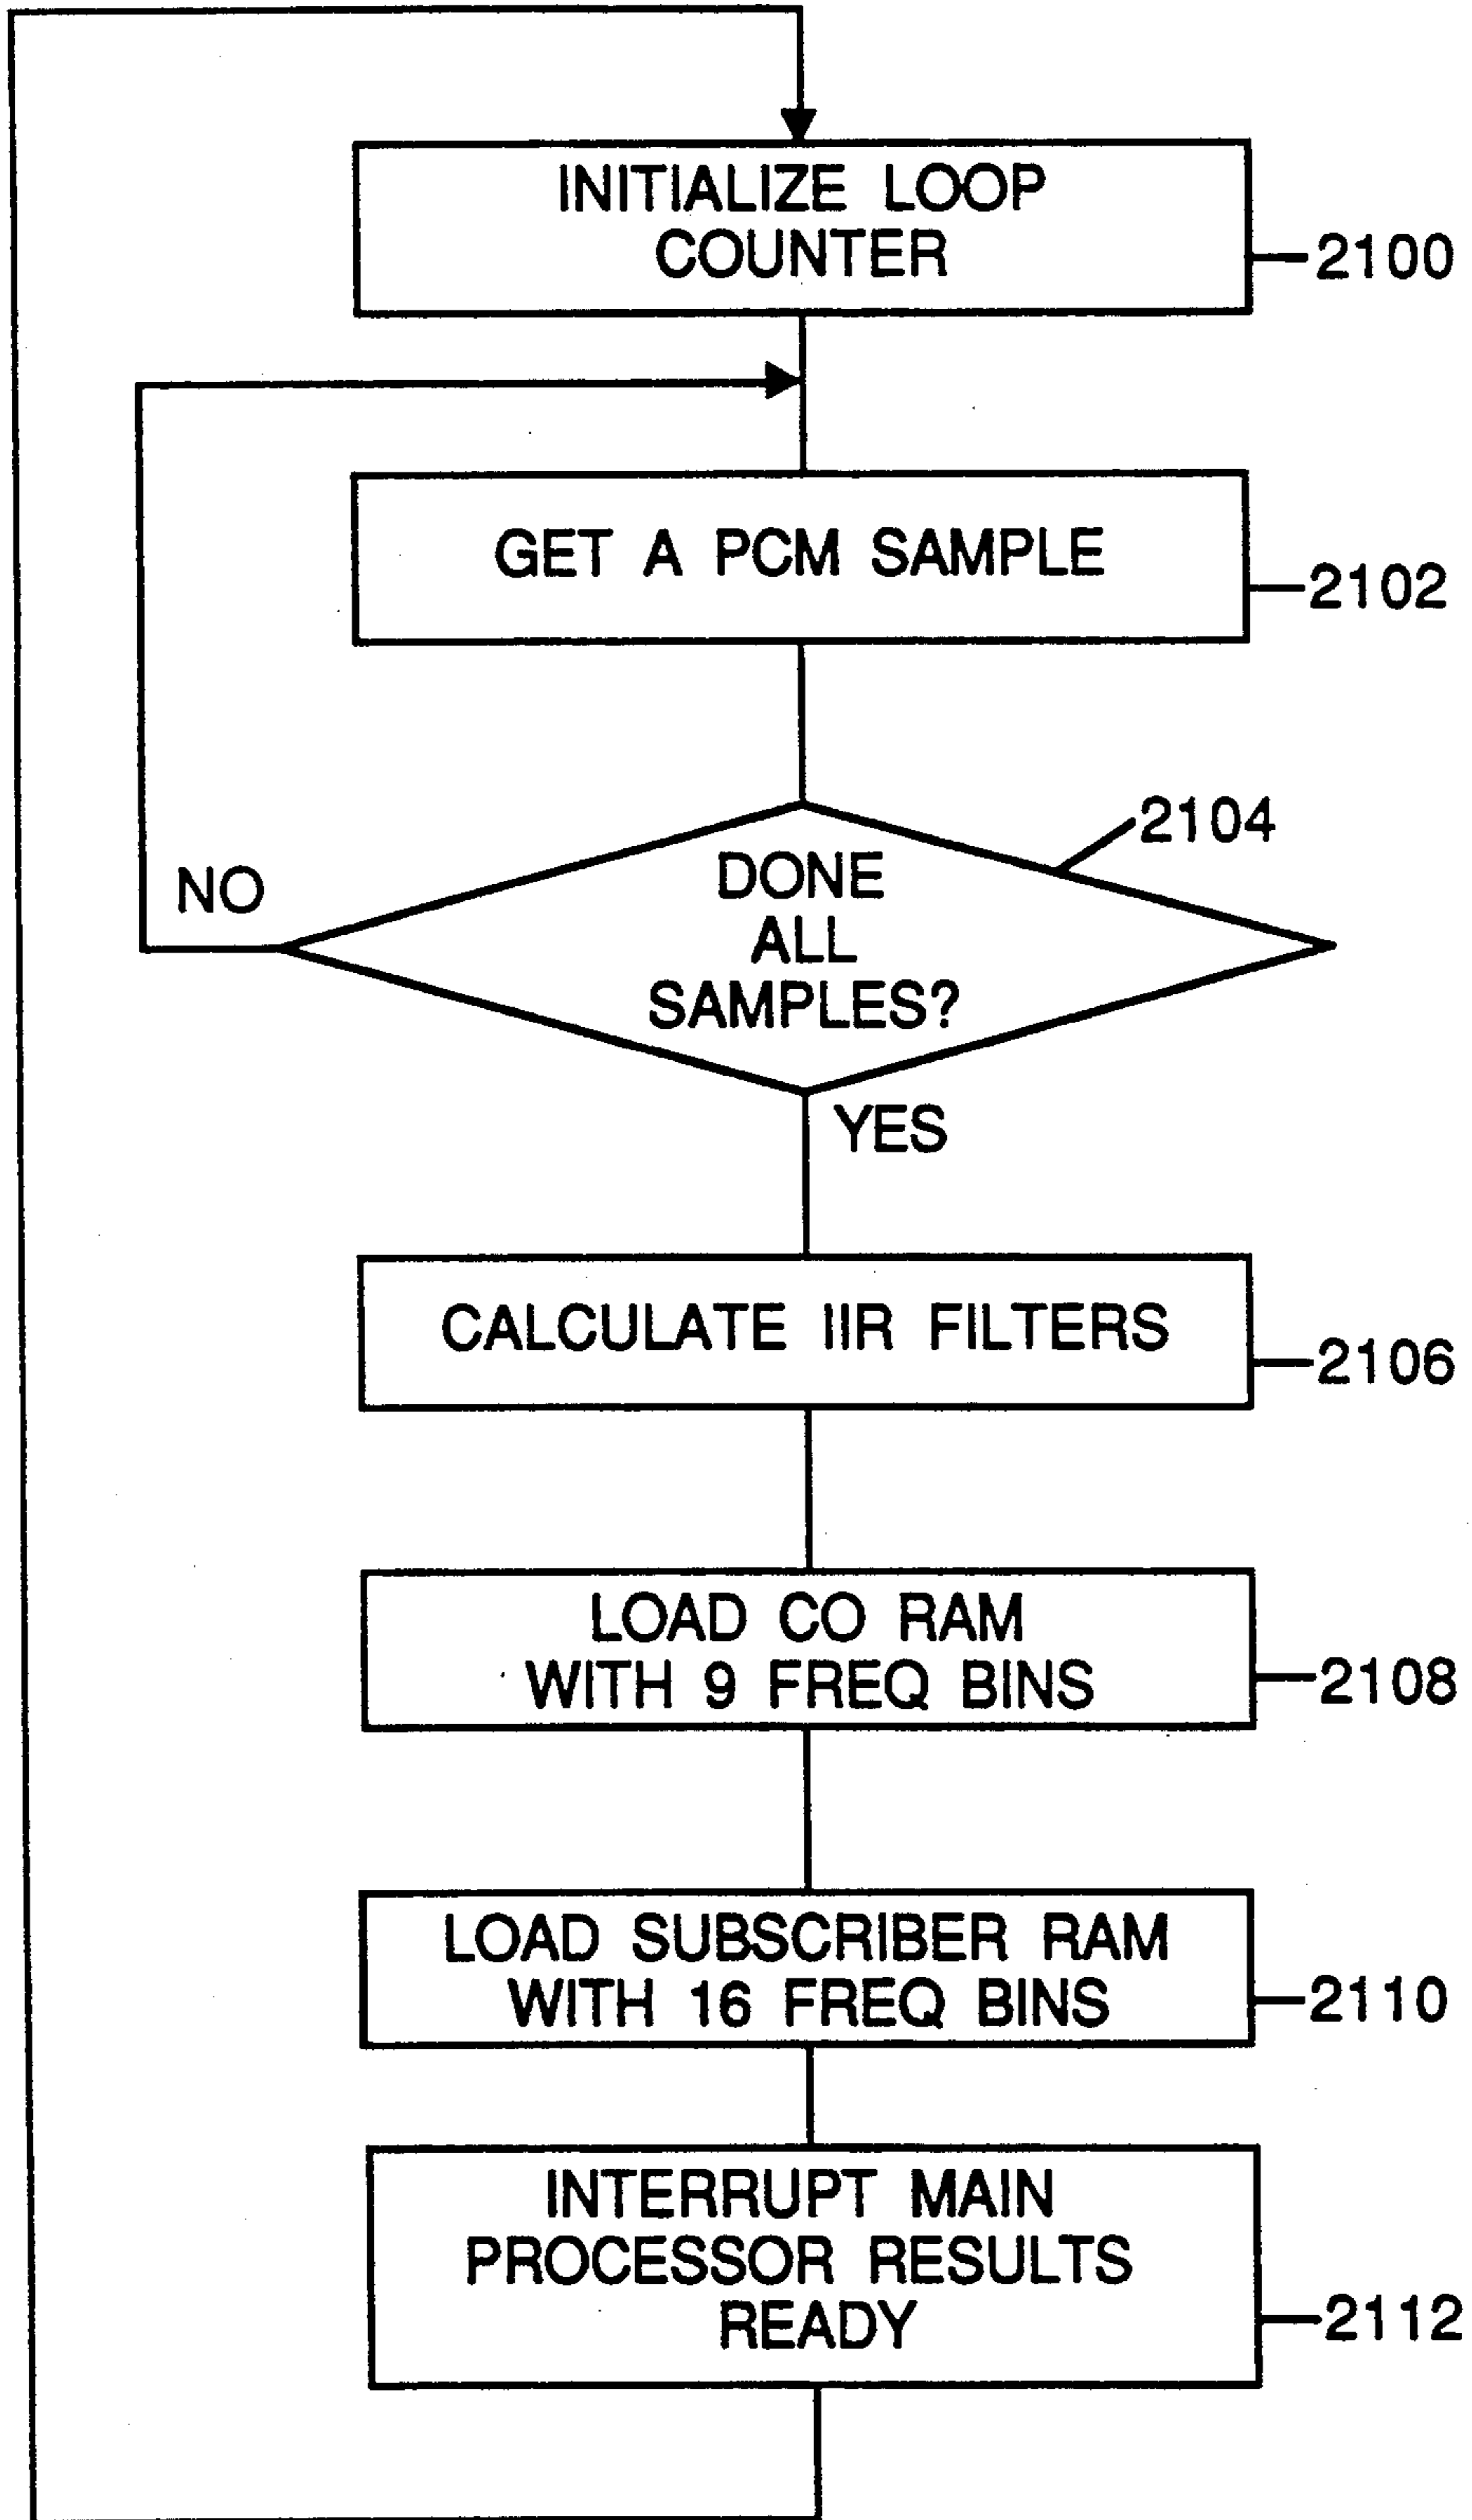 INITIALIZE LOOP
COUNTER
2100
GET A PCM SAMPLE
2102
2104
DONE
ALL
SAMPLES?
NO
YES
CALCULATE IIR FILTERS
2106
LOAD CO RAM
WITH 9 FREQ BINS
2108
LOAD SUBSCRIBER RAM
WITH 16 FREQ BINS
2110
INTERRUPT MAIN
PROCESSOR RESULTS
READY
2112